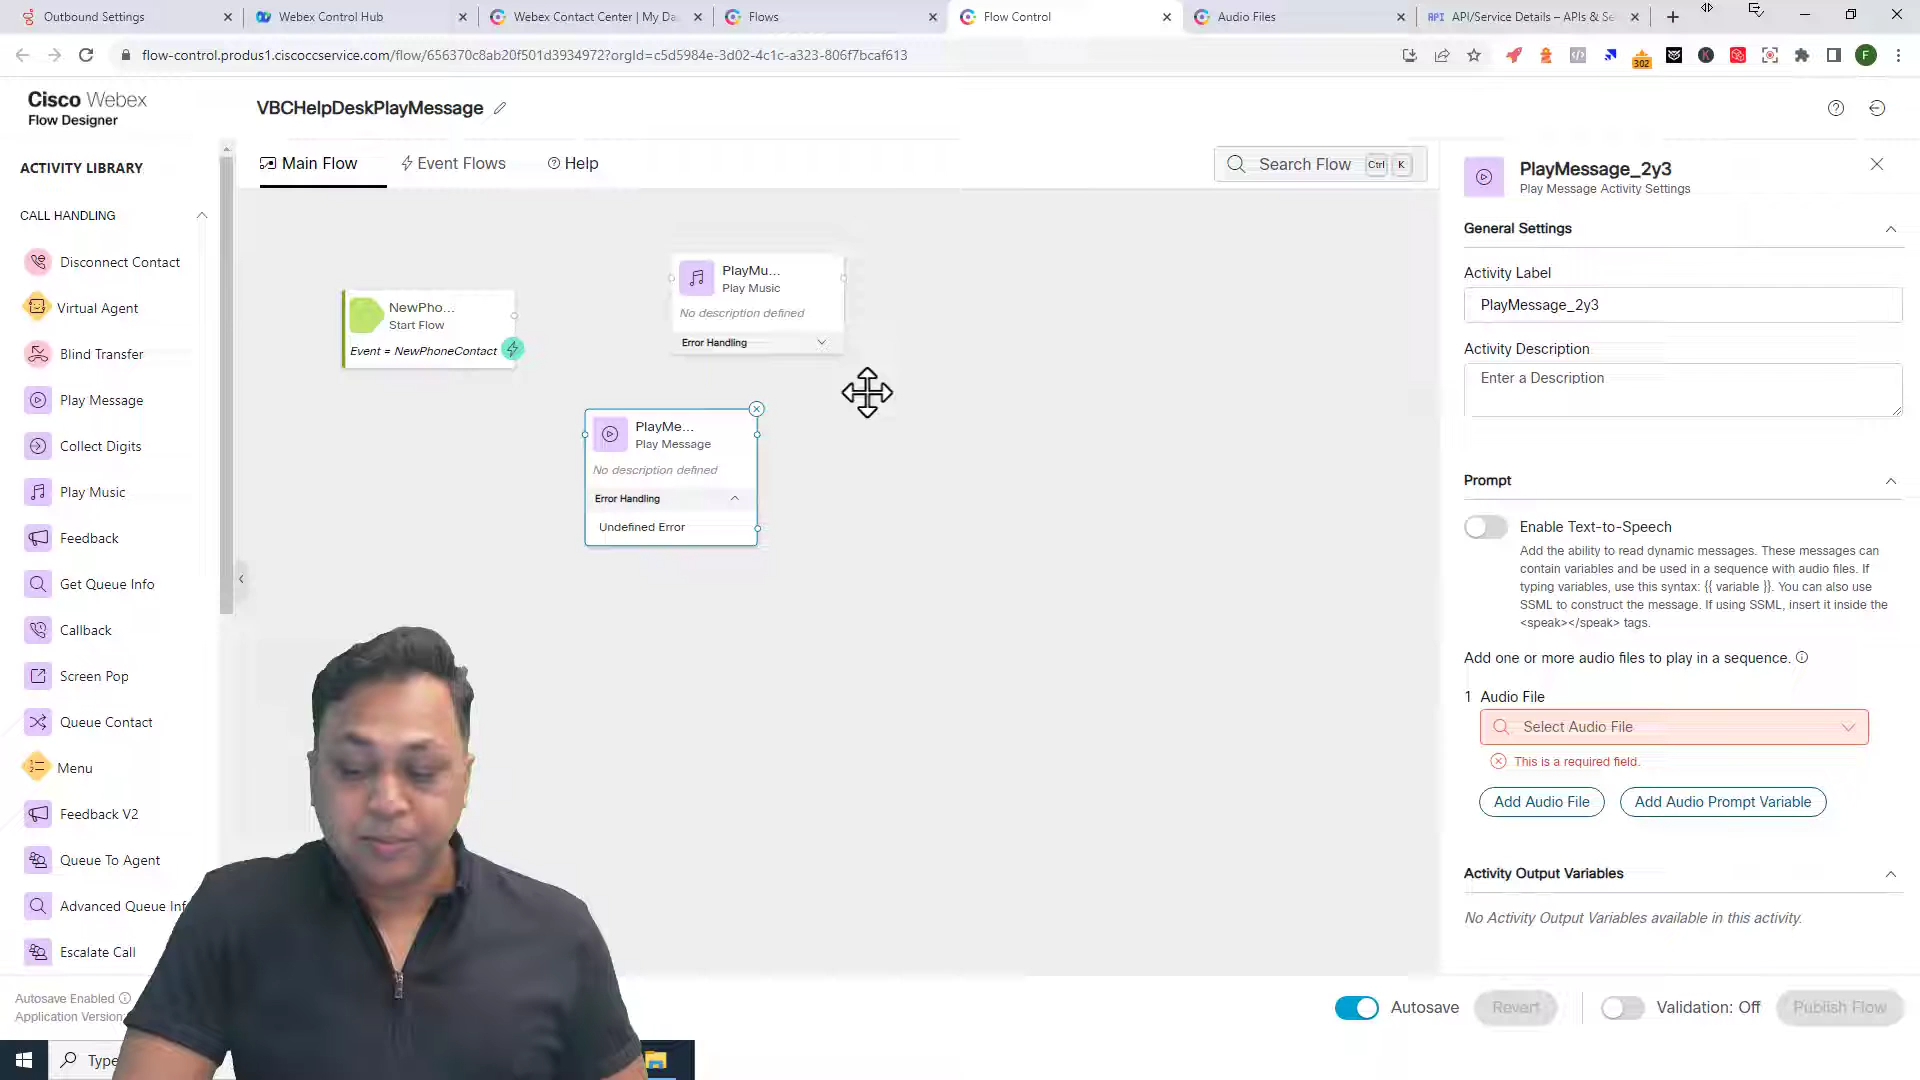 Outbound Settings
Webex Control Hub
Webex Contact Center | My Da
Flows
Flow Control
Audio Files
API API/Service Details – APIs & Se
flow-control.produs1.ciscoccservice.com/flow/656370c8ab20f501d3934972?orgId=c5d5984e-3d02-4c1c-a323-806f7bcaf613
302
K
F
Cisco Webex
Flow Designer
VBCHelpDeskPlayMessage
ACTIVITY LIBRARY
CALL HANDLING
Disconnect Contact
Virtual Agent
Blind Transfer
Play Message
Collect Digits
Play Music
Feedback
Get Queue Info
Callback
Screen Pop
Queue Contact
Menu
Feedback V2
Queue To Agent
Advanced Queue Inf
Escalate Call
Main Flow
Event Flows
Help
Search Flow Ctrl K
NewPho...
Start Flow
Event = NewPhoneContact
PlayMu...
Play Music
No description defined
Error Handling
PlayMe...
Play Message
No description defined
Error Handling
Undefined Error
PlayMessage_2y3
Play Message Activity Settings
General Settings
Activity Label
PlayMessage_2y3
Activity Description
Enter a Description
Prompt
Enable Text-to-Speech
Add the ability to read dynamic messages. These messages can
contain variables and be used in a sequence with audio files. If
typing variables, use this syntax: {{ variable }}. You can also use
SSML to construct the message. If using SSML, insert it inside the
<speak></speak> tags.
Add one or more audio files to play in a sequence.
1 Audio File
Select Audio File
This is a required field.
Add Audio File
Add Audio Prompt Variable
Activity Output Variables
No Activity Output Variables available in this activity.
Autosave Enabled
Application Version:
Autosave
Revert
Validation: Off
Publish Flow
Type